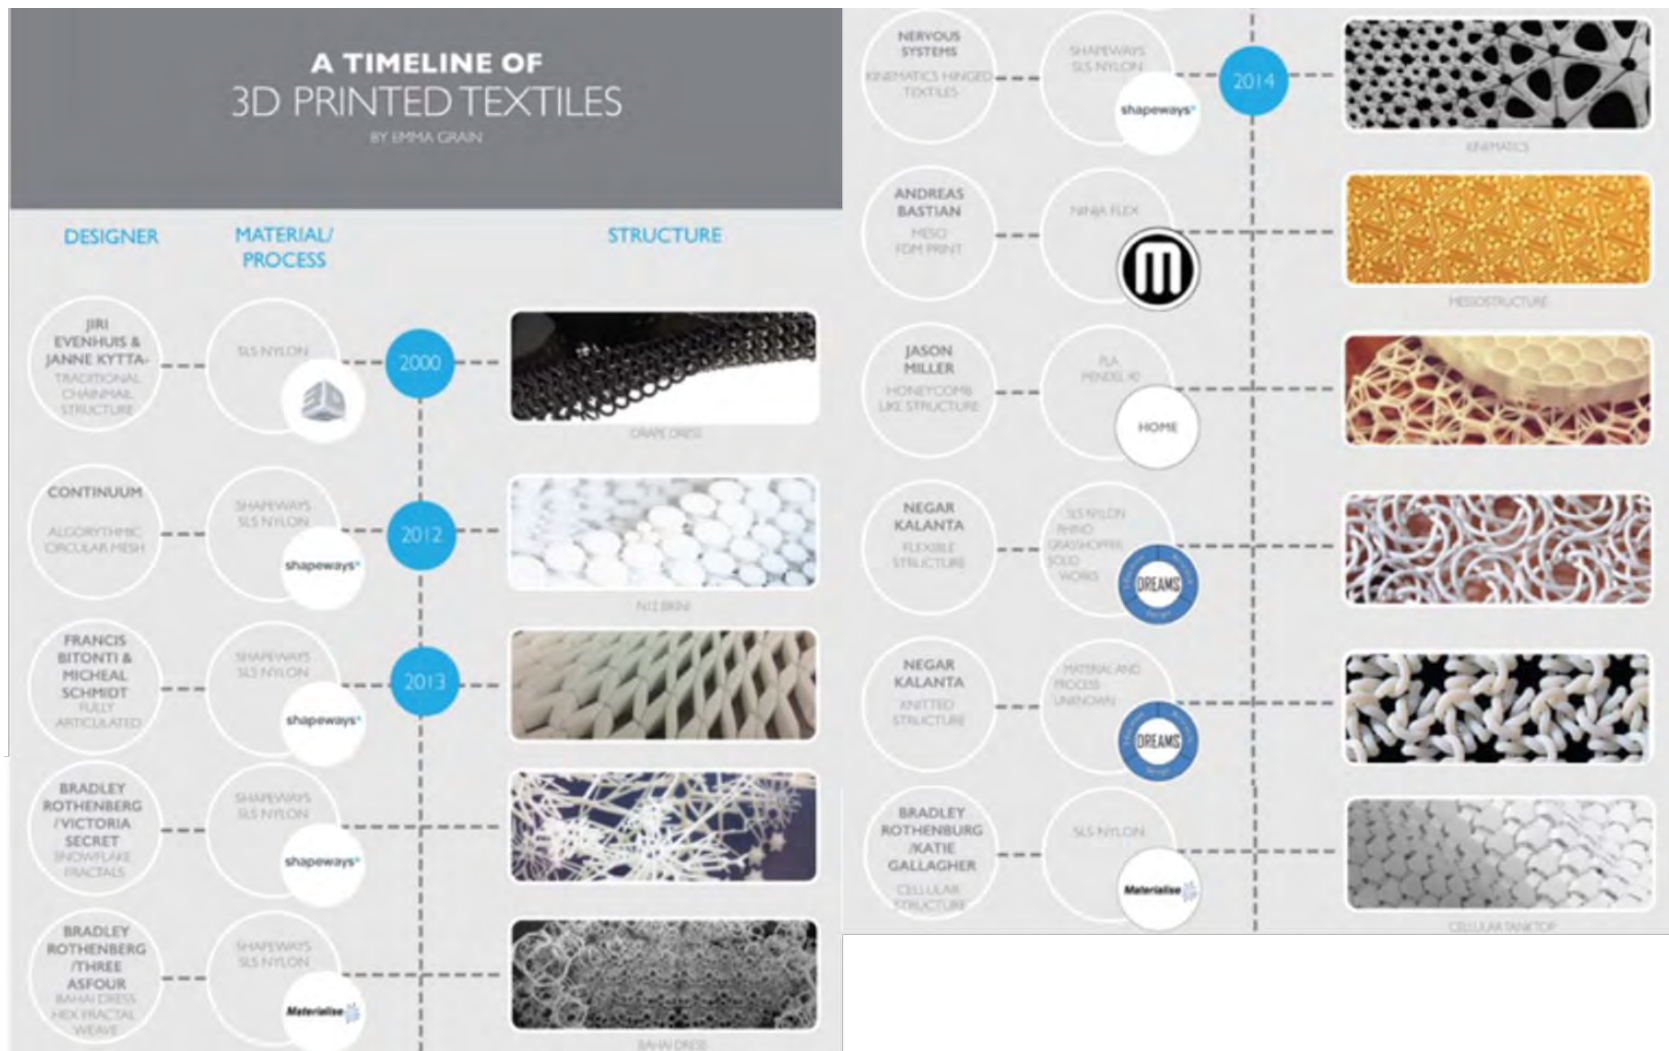 A TIMELINE OF
3D PRINTED TEXTILES
BY EMMA GRAIN
DESIGNER
MATERIAL/
PROCESS
STRUCTURE
JIRI
EVENHUIS &
JANNE KYTTA-
TRADITIONAL
CHAINMAIL
STRUCTURE
SLS NYLON
2000
DRAPE DRESS
CONTINUUM
ALGORYTHMIC
CIRCULAR MESH
SHAPEWAYS
SLS NYLON
shapeways*
2012
N12 BIKINI
FRANCIS
BITONTI &
MICHEAL
SCHMIDT
FULLY
ARTICULATED
SHAPEWAYS
SLS NYLON
shapeways*
2013
BRADLEY
ROTHENBERG
/VICTORIA
SECRET
SNOWFLAKE
FRACTALS
SHAPEWAYS
SLS NYLON
shapeways*
BRADLEY
ROTHENBERG
/THREE
ASFOUR
BAHAI DRESS
HEX FRACTAL
WEAVE
SHAPEWAYS
SLS NYLON
Materialise
BAHAI DRESS
NERVOUS
SYSTEMS
KINEMATICS HINGED
TEXTILES
SHAPEWAYS
SLS NYLON
shapeways*
2014
KINEMATICS
ANDREAS
BASTIAN
MESO
FDM PRINT
NINJA FLEX
MESOSTRUCTURE
JASON
MILLER
HONEYCOMB
LIKE STRUCTURE
PLA
MENDEL 90
HOME
NEGAR
KALANTA
FLEXIBLE
STRUCTURE
SLS NYLON
RHINO
GRASSHOPPER
SOLID
WORKS
DREAMS
NEGAR
KALANTA
KNITTED
STRUCTURE
MATERIAL AND
PROCESS
UNKNOWN
DREAMS
BRADLEY
ROTHENBURG
/KATIE
GALLAGHER
CELLULAR
STRUCTURE
SLS NYLON
Materialise
CELLULAR TANKTOP